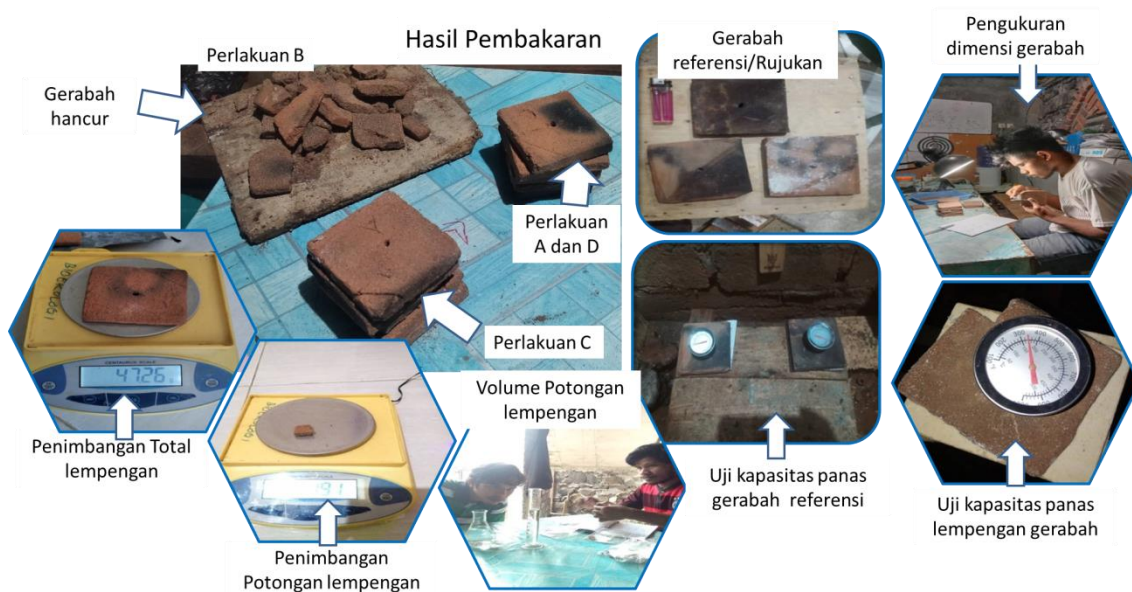 Hasil Pembakaran
Perlakuan B
Gerabah
hancur
Perlakuan
A dan D
Perlakuan C
Gerabah
referensi/Rujukan
Pengukuran
dimensi gerabah
4726
Penimbangan Total
lempengan
191
Penimbangan
Potongan lempengan
Volume Potongan
lempengan
Uji kapasitas panas
gerabah referensi
Uji kapasitas panas
lempengan gerabah